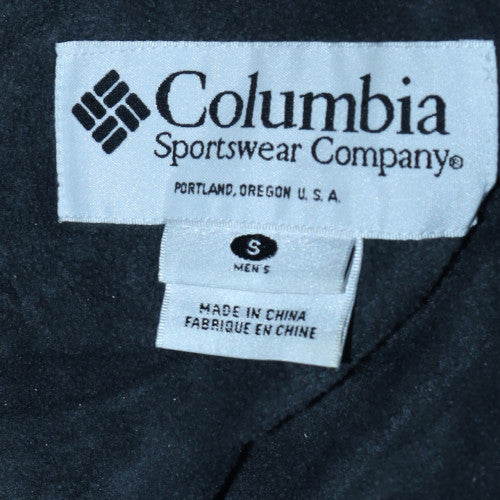 Columbia
Sportswear Company®
PORTLAND, OREGON U.S.A.
S
MEN'S
MADE IN CHINA
FABRIQUE EN CHINE